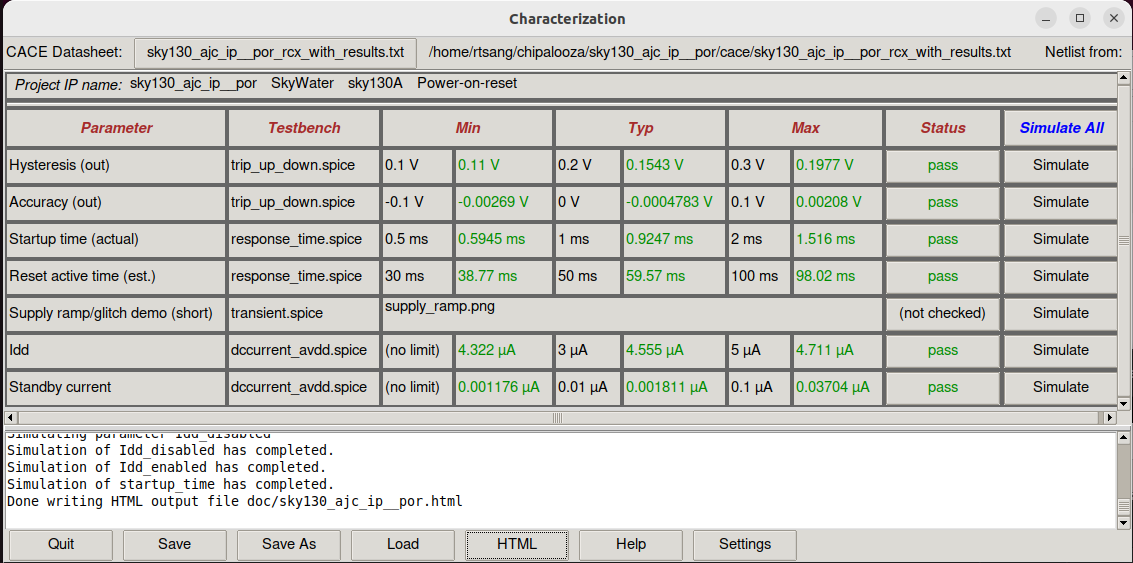 Characterization
CACE Datasheet: sky130_ajc_ip__por_rcx_with_results.txt /home/rtsang/chipalooza/sky130_ajc_ip__por/cace/sky130_ajc_ip__por_rcx_with_results.txt Netlist from:
Project IP name: sky130_ajc_ip__por SkyWater sky130A Power-on-reset
Parameter Testbench Min Typ Max Status Simulate All
Hysteresis (out) trip_up_down.spice 0.1 V 0.11 V 0.2 V 0.1543 V 0.3 V 0.1977 V pass Simulate
Accuracy (out) trip_up_down.spice -0.1 V -0.00269 V 0 V -0.0004783 V 0.1 V 0.00208 V pass Simulate
Startup time (actual) response_time.spice 0.5 ms 0.5945 ms 1 ms 0.9247 ms 2 ms 1.516 ms pass Simulate
Reset active time (est.) response_time.spice 30 ms 38.77 ms 50 ms 59.57 ms 100 ms 98.02 ms pass Simulate
Supply ramp/glitch demo (short) transient.spice supply_ramp.png (not checked) Simulate
Idd dccurrent_avdd.spice (no limit) 4.322 µA 3 µA 4.555 µA 5 µA 4.711 µA pass Simulate
Standby current dccurrent_avdd.spice (no limit) 0.001176 µA 0.01 µA 0.001811 µA 0.1 µA 0.03704 µA pass Simulate
Simulating parameter Idd_disabled
Simulation of Idd_disabled has completed.
Simulation of Idd_enabled has completed.
Simulation of startup_time has completed.
Done writing HTML output file doc/sky130_ajc_ip__por.html
Quit Save Save As Load HTML Help Settings